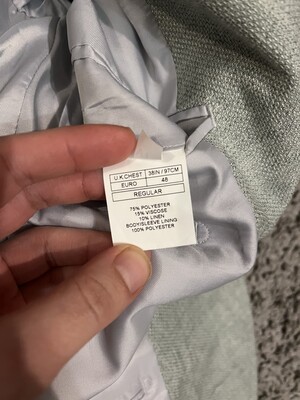 U.K CHEST 38IN / 97CM
EURO 48
REGULAR
75% POLYESTER
15% VISCOSE
10% LINEN
BODY/SLEEVE LINING
100% POLYESTER